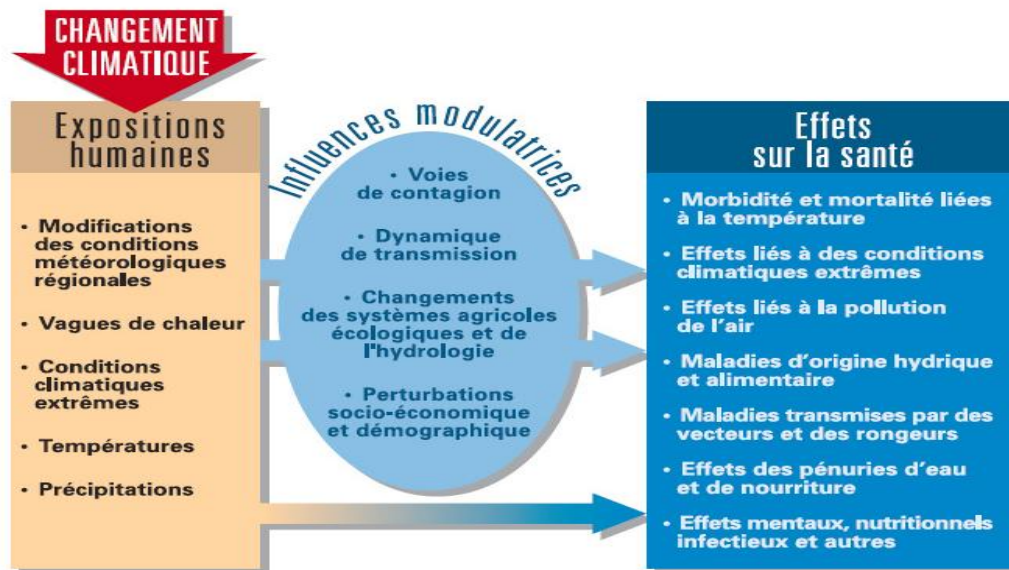 CHANGEMENT
CLIMATIQUE
Expositions
humaines
• Modifications
des conditions
météorologiques
régionales
• Vagues de chaleur
• Conditions
climatiques
extrêmes
• Températures
• Précipitations
Influences modulatrices
• Voies
de contagion
• Dynamique
de transmission
• Changements
des systèmes agricoles
écologiques et de
l'hydrologie
• Perturbations
socio-économique
et démographique
Effets
sur la santé
• Morbidité et mortalité liées
à la température
• Effets liés à des conditions
climatiques extrêmes
• Effets liés à la pollution
de l'air
• Maladies d'origine hydrique
et alimentaire
• Maladies transmises par des
vecteurs et des rongeurs
• Effets des pénuries d'eau
et de nourriture
• Effets mentaux, nutritionnels
infectieux et autres